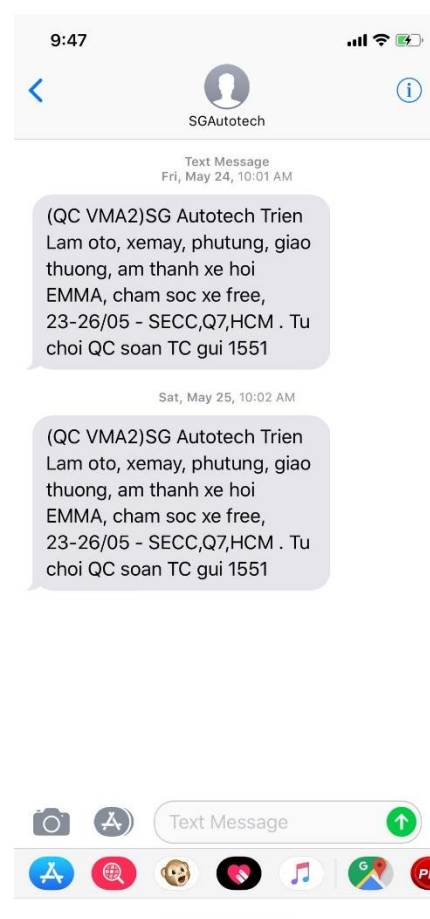 9:47
SGAutotech
Text Message
Fri, May 24, 10:01 AM
(QC VMA2)SG Autotech Trien
Lam oto, xemay, phutung, giao
thuong, am thanh xe hoi
EMMA, cham soc xe free,
23-26/05 - SECC,Q7,HCM . Tu
choi QC soan TC gui 1551
Sat, May 25, 10:02 AM
(QC VMA2)SG Autotech Trien
Lam oto, xemay, phutung, giao
thuong, am thanh xe hoi
EMMA, cham soc xe free,
23-26/05 - SECC,Q7,HCM . Tu
choi QC soan TC gui 1551
Text Message